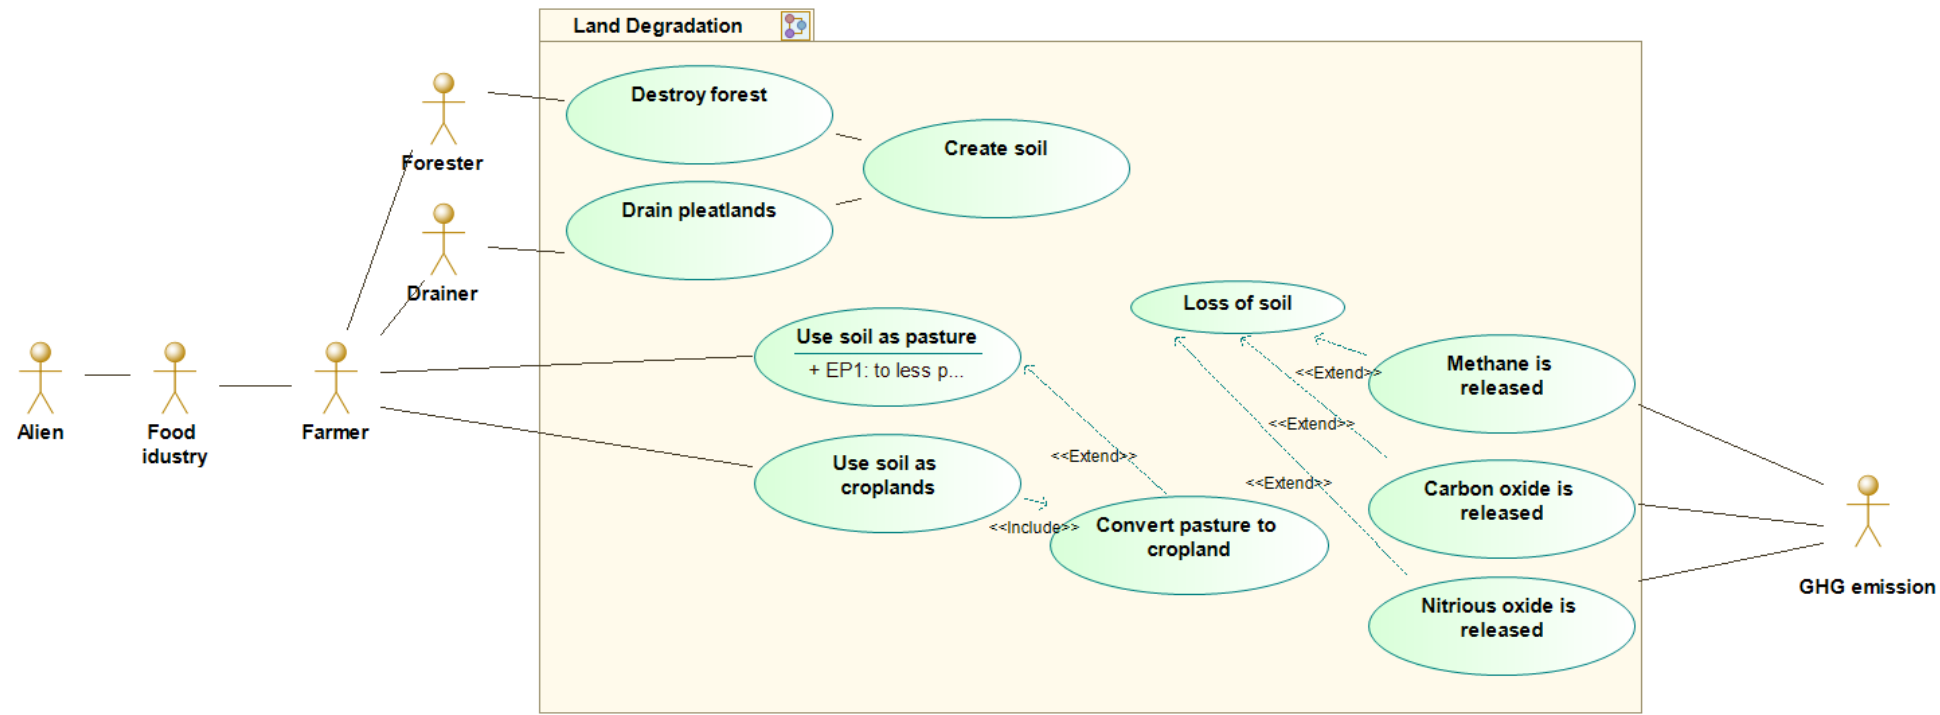 Land Degradation
Forester
Drainer
Alien
Food
idustry
Farmer
Destroy forest
Create soil
Drain pleatlands
Use soil as pasture
+ EP1: to less p...
Use soil as
croplands
<<Include>>
<<Extend>>
Convert pasture to
cropland
Loss of soil
<<Extend>>
<<Extend>>
<<Extend>>
Methane is
released
Carbon oxide is
released
Nitrious oxide is
released
GHG emission